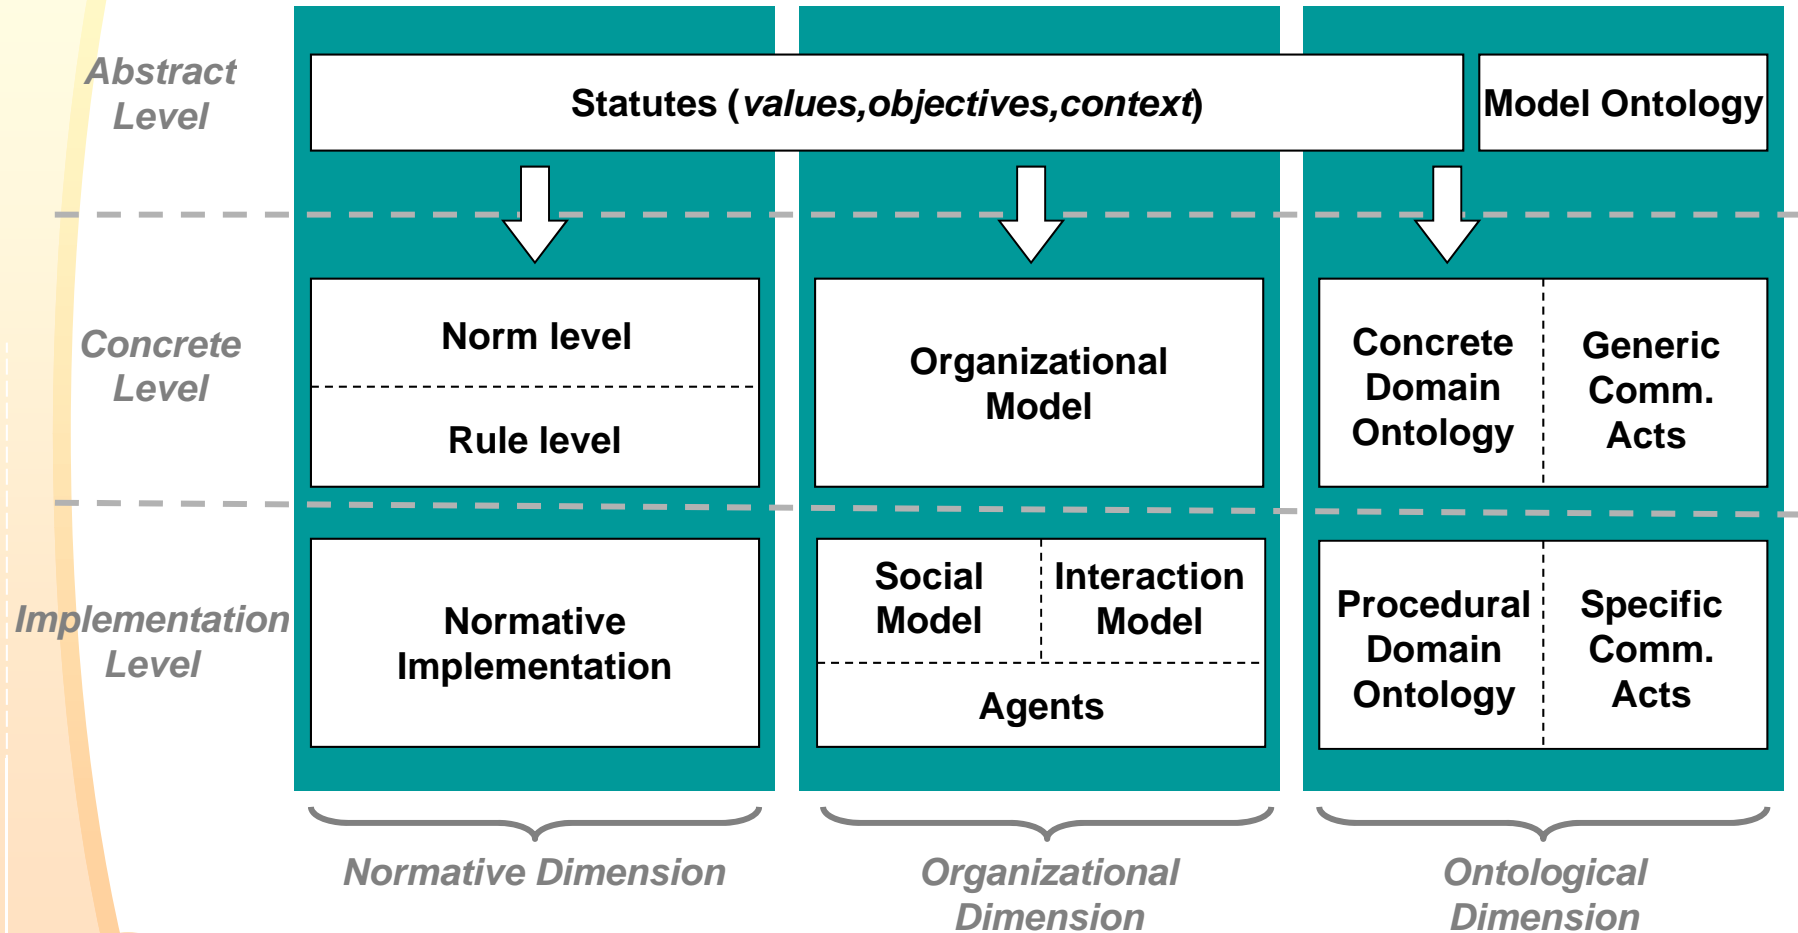 Abstract
Level
Statutes (values,objectives,context)
Model Ontology
Concrete
Level
Norm level
Rule level
Organizational
Model
Concrete
Domain
Ontology
Generic
Comm.
Acts
Implementation
Level
Normative
Implementation
Social
Model
Interaction
Model
Agents
Procedural
Domain
Ontology
Specific
Comm.
Acts
Normative Dimension
Organizational
Dimension
Ontological
Dimension